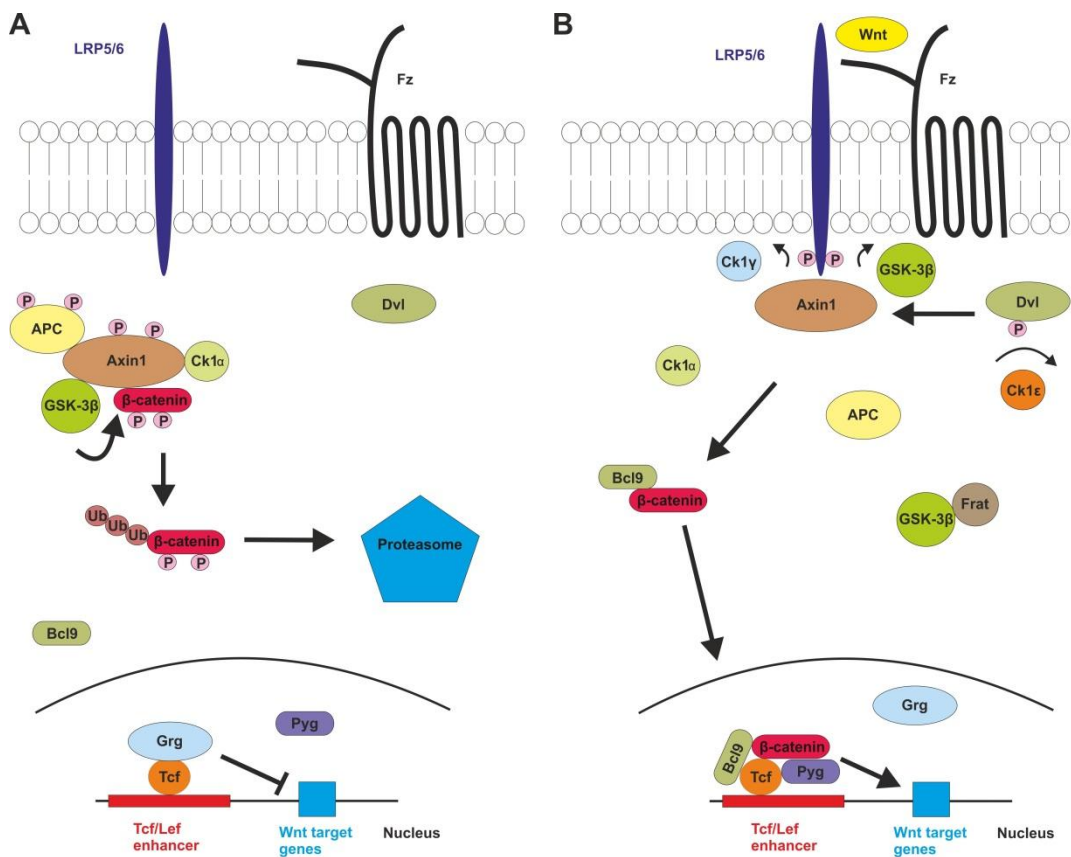 A
LRP5/6
Fz
Dvl
P
P
APC
P
P
Axin1
Ck1α
GSK-3β
β-catenin
P
P
Ub
Ub
Ub
β-catenin
P
P
Proteasome
Bcl9
Grg
Tcf
Pyg
Tcf/Lef
enhancer
Wnt target
genes
Nucleus
B
LRP5/6
Wnt
Fz
Ck1γ
P
P
GSK-3β
Axin1
Dvl
P
Ck1α
Ck1ε
APC
Bcl9
β-catenin
GSK-3β
Frat
Grg
Bcl9
β-catenin
Tcf
Pyg
Tcf/Lef
enhancer
Wnt target
genes
Nucleus